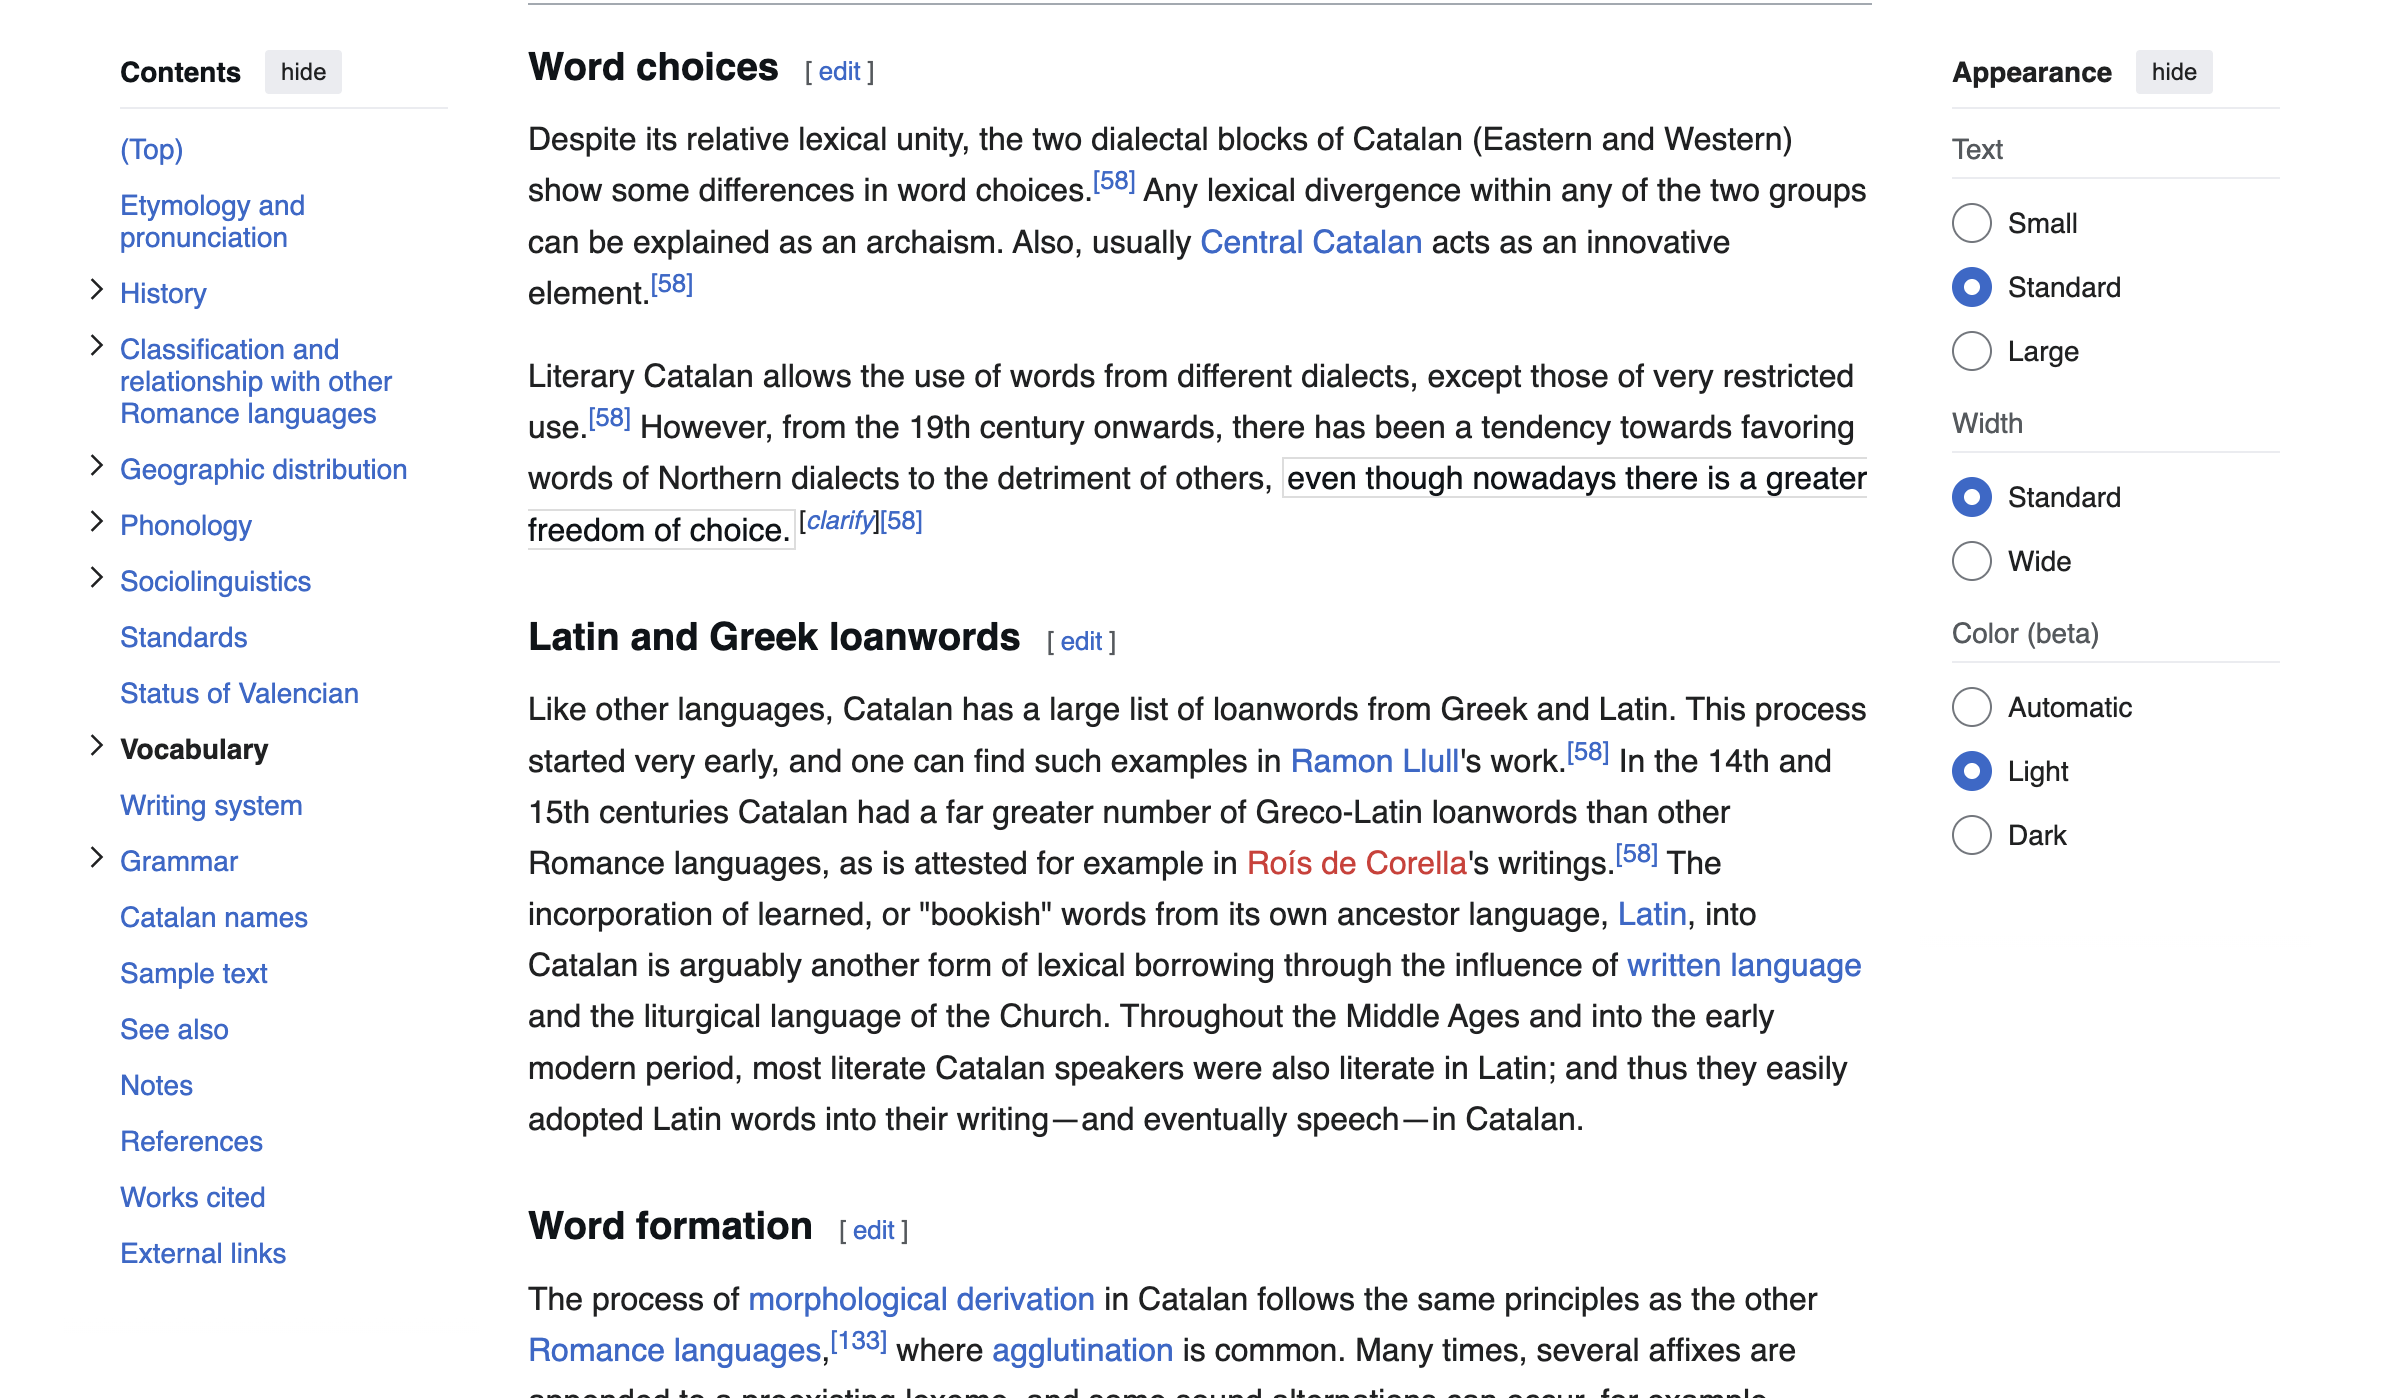 Contents hide
(Top)
Etymology and
pronunciation
History
Classification and
relationship with other
Romance languages
Geographic distribution
Phonology
Sociolinguistics
Standards
Status of Valencian
Vocabulary
Writing system
Grammar
Catalan names
Sample text
See also
Notes
References
Works cited
External links
Word choices [ edit ]
Despite its relative lexical unity, the two dialectal blocks of Catalan (Eastern and Western)
show some differences in word choices.[58] Any lexical divergence within any of the two groups
can be explained as an archaism. Also, usually Central Catalan acts as an innovative
element.[58]
Literary Catalan allows the use of words from different dialects, except those of very restricted
use.[58] However, from the 19th century onwards, there has been a tendency towards favoring
words of Northern dialects to the detriment of others, even though nowadays there is a greater
freedom of choice.[clarify][58]
Latin and Greek loanwords [ edit ]
Like other languages, Catalan has a large list of loanwords from Greek and Latin. This process
started very early, and one can find such examples in Ramon Llull's work.[58] In the 14th and
15th centuries Catalan had a far greater number of Greco-Latin loanwords than other
Romance languages, as is attested for example in Roís de Corella's writings.[58] The
incorporation of learned, or "bookish" words from its own ancestor language, Latin, into
Catalan is arguably another form of lexical borrowing through the influence of written language
and the liturgical language of the Church. Throughout the Middle Ages and into the early
modern period, most literate Catalan speakers were also literate in Latin; and thus they easily
adopted Latin words into their writing—and eventually speech—in Catalan.
Word formation [ edit ]
The process of morphological derivation in Catalan follows the same principles as the other
Romance languages,[133] where agglutination is common. Many times, several affixes are
appended to a preexisting lexeme, and some sound alternations can occur, for example
Appearance hide
Text
Small
Standard
Large
Width
Standard
Wide
Color (beta)
Automatic
Light
Dark